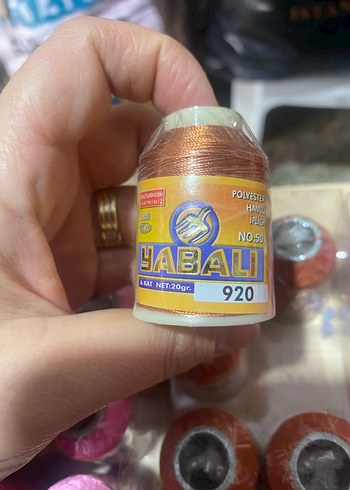 POLYESTER
HAVLU
İPLİĞİ
NO:50
YABALI
6 KAT NET:20gr.
920